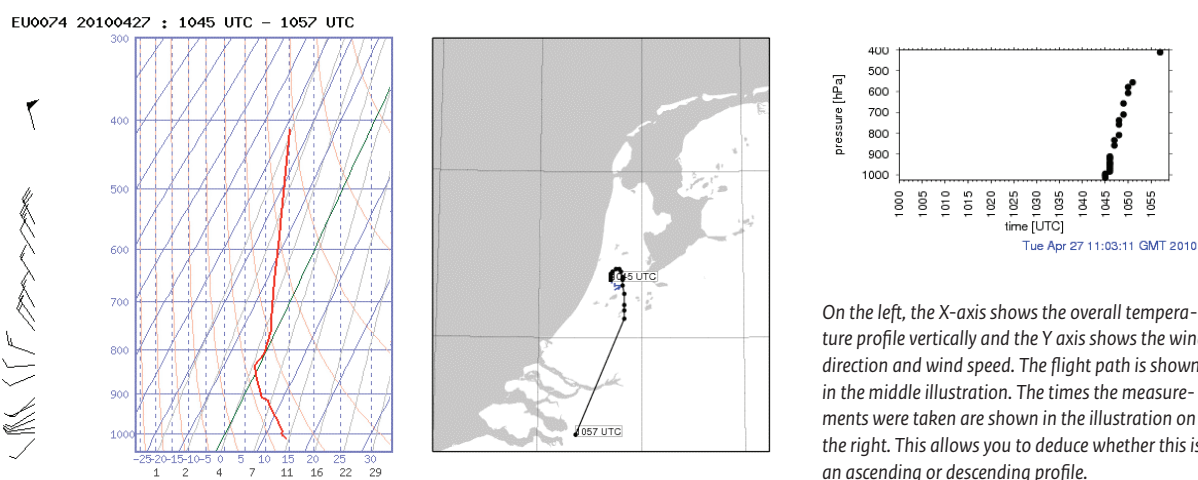 EU0074 20100427 : 1045 UTC – 1057 UTC
300
400
500
600
700
800
900
1000
-25-20-15-10-5 0 5 10 15 20 25 30
1 2 4 7 11 16 22 29
1045 UTC
1057 UTC
400
500
600
700
800
900
1000
pressure [hPa]
1000 1005 1010 1015 1020 1025 1030 1035 1040 1045 1050 1055
time [UTC]
Tue Apr 27 11:03:11 GMT 2010
On the left, the X-axis shows the overall tempera-
ture profile vertically and the Y axis shows the wind
direction and wind speed. The flight path is shown
in the middle illustration. The times the measure-
ments were taken are shown in the illustration on
the right. This allows you to deduce whether this is
an ascending or descending profile.